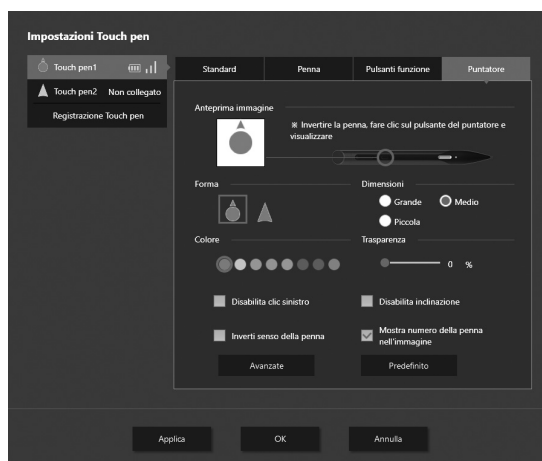 Impostazioni Touch pen
Touch pen1
Touch pen2 Non collegato
Registrazione Touch pen
Standard Penna Pulsanti funzione Puntatore
Anteprima immagine
※ Invertire la penna, fare clic sul pulsante del puntatore e
visualizzare
Forma
Dimensioni
Grande Medio
Piccola
Colore
Trasparenza
0 %
Disabilita clic sinistro
Disabilita inclinazione
Inverti senso della penna
Mostra numero della penna
nell'immagine
Avanzate
Predefinito
Applica OK Annulla